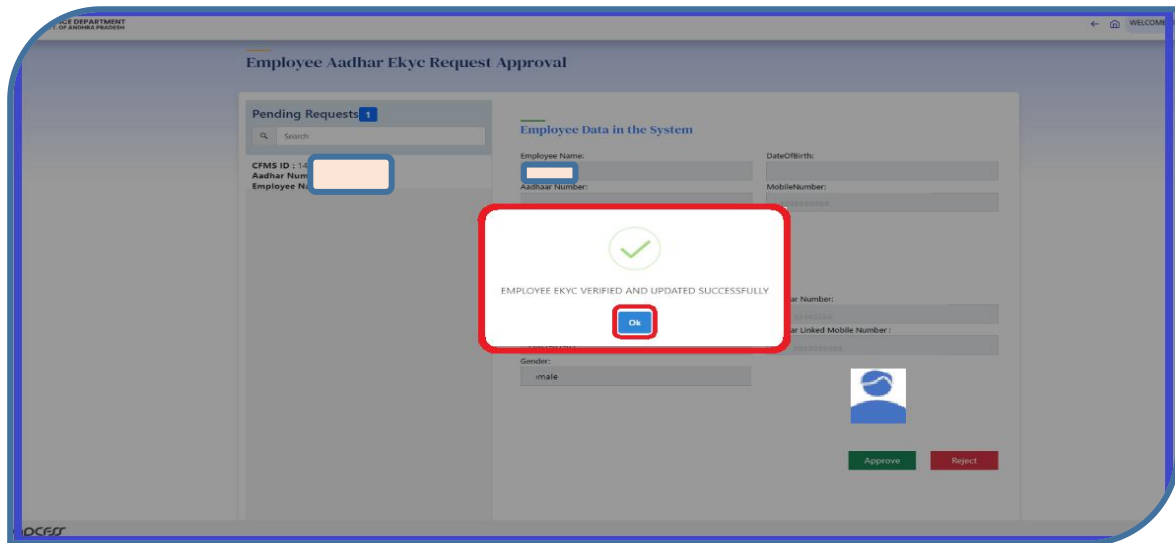 DEPARTMENT
OF ANDHRA PRADESH
WELCOME
Employee Aadhar Ekyc Request Approval
Pending Requests 1
Search
CFMS ID : 14
Aadhar Num
Employee N
Employee Data in the System
Employee Name:
DateOfBirth:
Aadhaar Number:
MobileNumber:
EMPLOYEE EKYC VERIFIED AND UPDATED SUCCESSFULLY
Ok
ar Number:
ar Linked Mobile Number :
Gender:
male
Approve
Reject